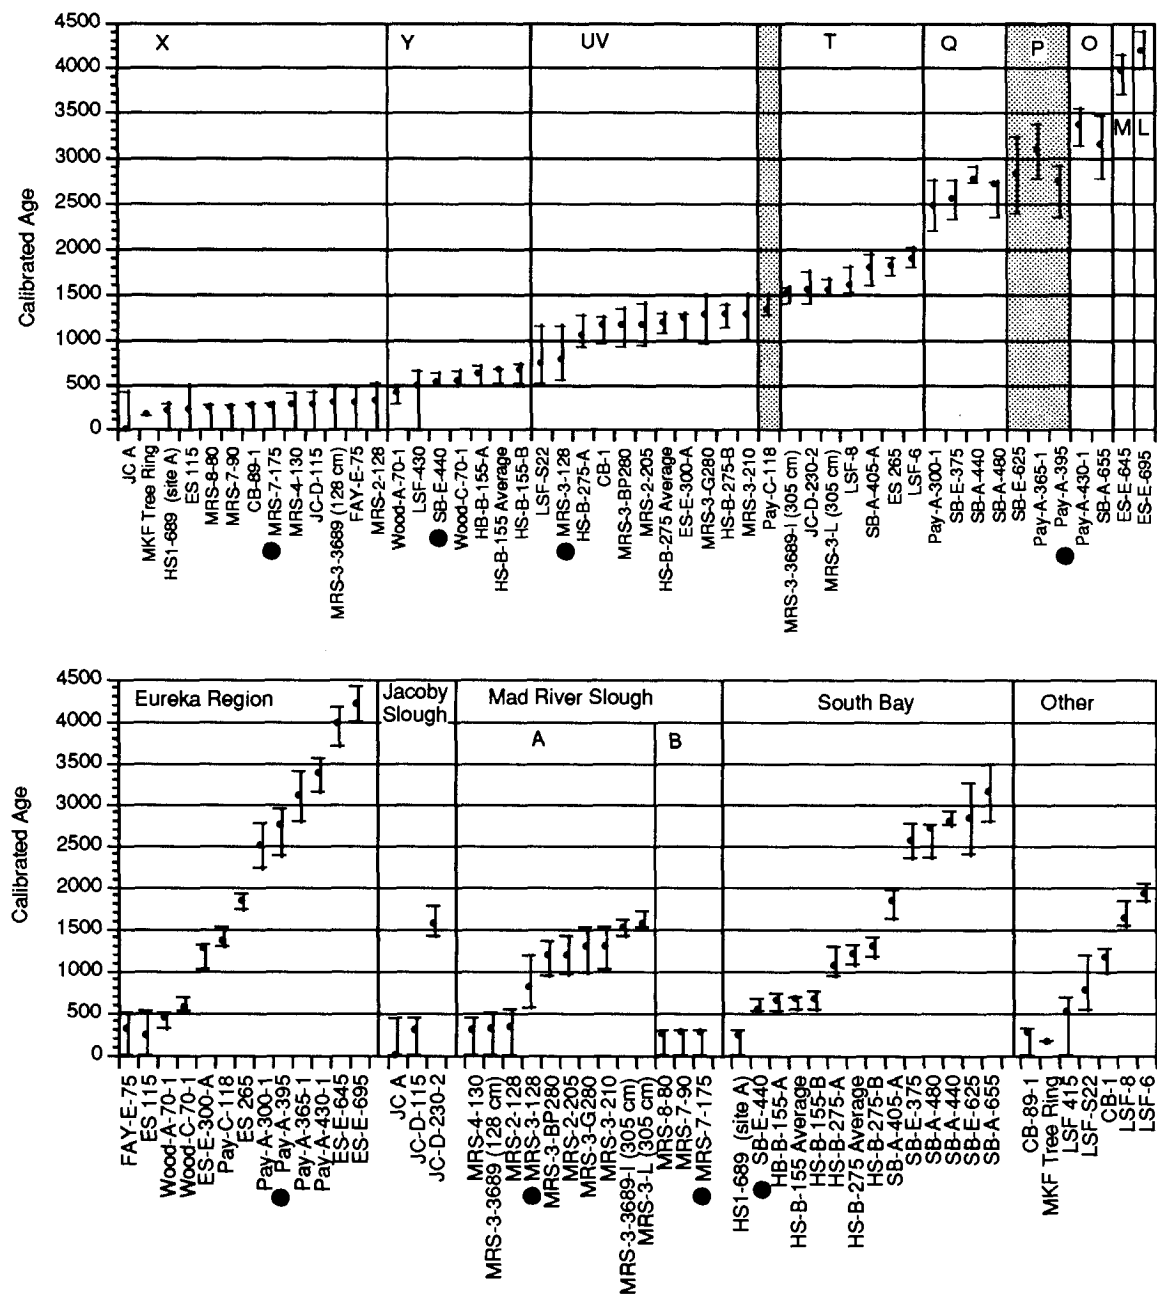 4500
4000
3500
3000
2500
2000
1500
1000
500
0
Calibrated Age
X
Y
UV
T
Q
P
O
M
L
JC A
MKF Tree Ring
HS1-689 (site A)
ES 115
MRS-8-80
MRS-7-90
CB-89-1
MRS-7-175
MRS-4-130
JC-D-115
MRS-3-3689 (128 cm)
FAY-E-75
MRS-2-128
Wood-A-70-1
LSF-430
SB-E-440
Wood-C-70-1
HB-B-155-A
HS-B-155 Average
HS-B-155-B
LSF-S22
MRS-3-128
HS-B-275-A
CB-1
MRS-3-BP280
MRS-2-205
HS-B-275 Average
ES-E-300-A
MRS-3-G280
HS-B-275-B
MRS-3-210
Pay-C-118
MRS-3-3689-I (305 cm)
JC-D-230-2
MRS-3-L (305 cm)
LSF-8
SB-A-405-A
ES 265
LSF-6
Pay-A-300-1
SB-E-375
SB-A-440
SB-A-480
SB-E-625
Pay-A-365-1
Pay-A-395
Pay-A-430-1
SB-A-655
ES-E-645
ES-E-695
4500
4000
3500
3000
2500
2000
1500
1000
500
0
Calibrated Age
Eureka Region
Jacoby
Slough
Mad River Slough
A
B
South Bay
Other
FAY-E-75
ES 115
Wood-A-70-1
Wood-C-70-1
ES-E-300-A
Pay-C-118
ES 265
Pay-A-300-1
Pay-A-395
Pay-A-365-1
Pay-A-430-1
ES-E-645
ES-E-695
JC A
JC-D-115
JC-D-230-2
MRS-4-130
MRS-3-3689 (128 cm)
MRS-2-128
MRS-3-128
MRS-3-BP280
MRS-2-205
MRS-3-G280
MRS-3-210
MRS-3-3689-I (305 cm)
MRS-3-L (305 cm)
MRS-8-80
MRS-7-90
MRS-7-175
HS1-689 (site A)
SB-E-440
HB-B-155-A
HS-B-155 Average
HS-B-155-B
HS-B-275-A
HS-B-275 Average
HS-B-275-B
SB-A-405-A
SB-E-375
SB-A-480
SB-A-440
SB-E-625
SB-A-655
CB-89-1
MKF Tree Ring
LSF 415
LSF-S22
CB-1
LSF-8
LSF-6